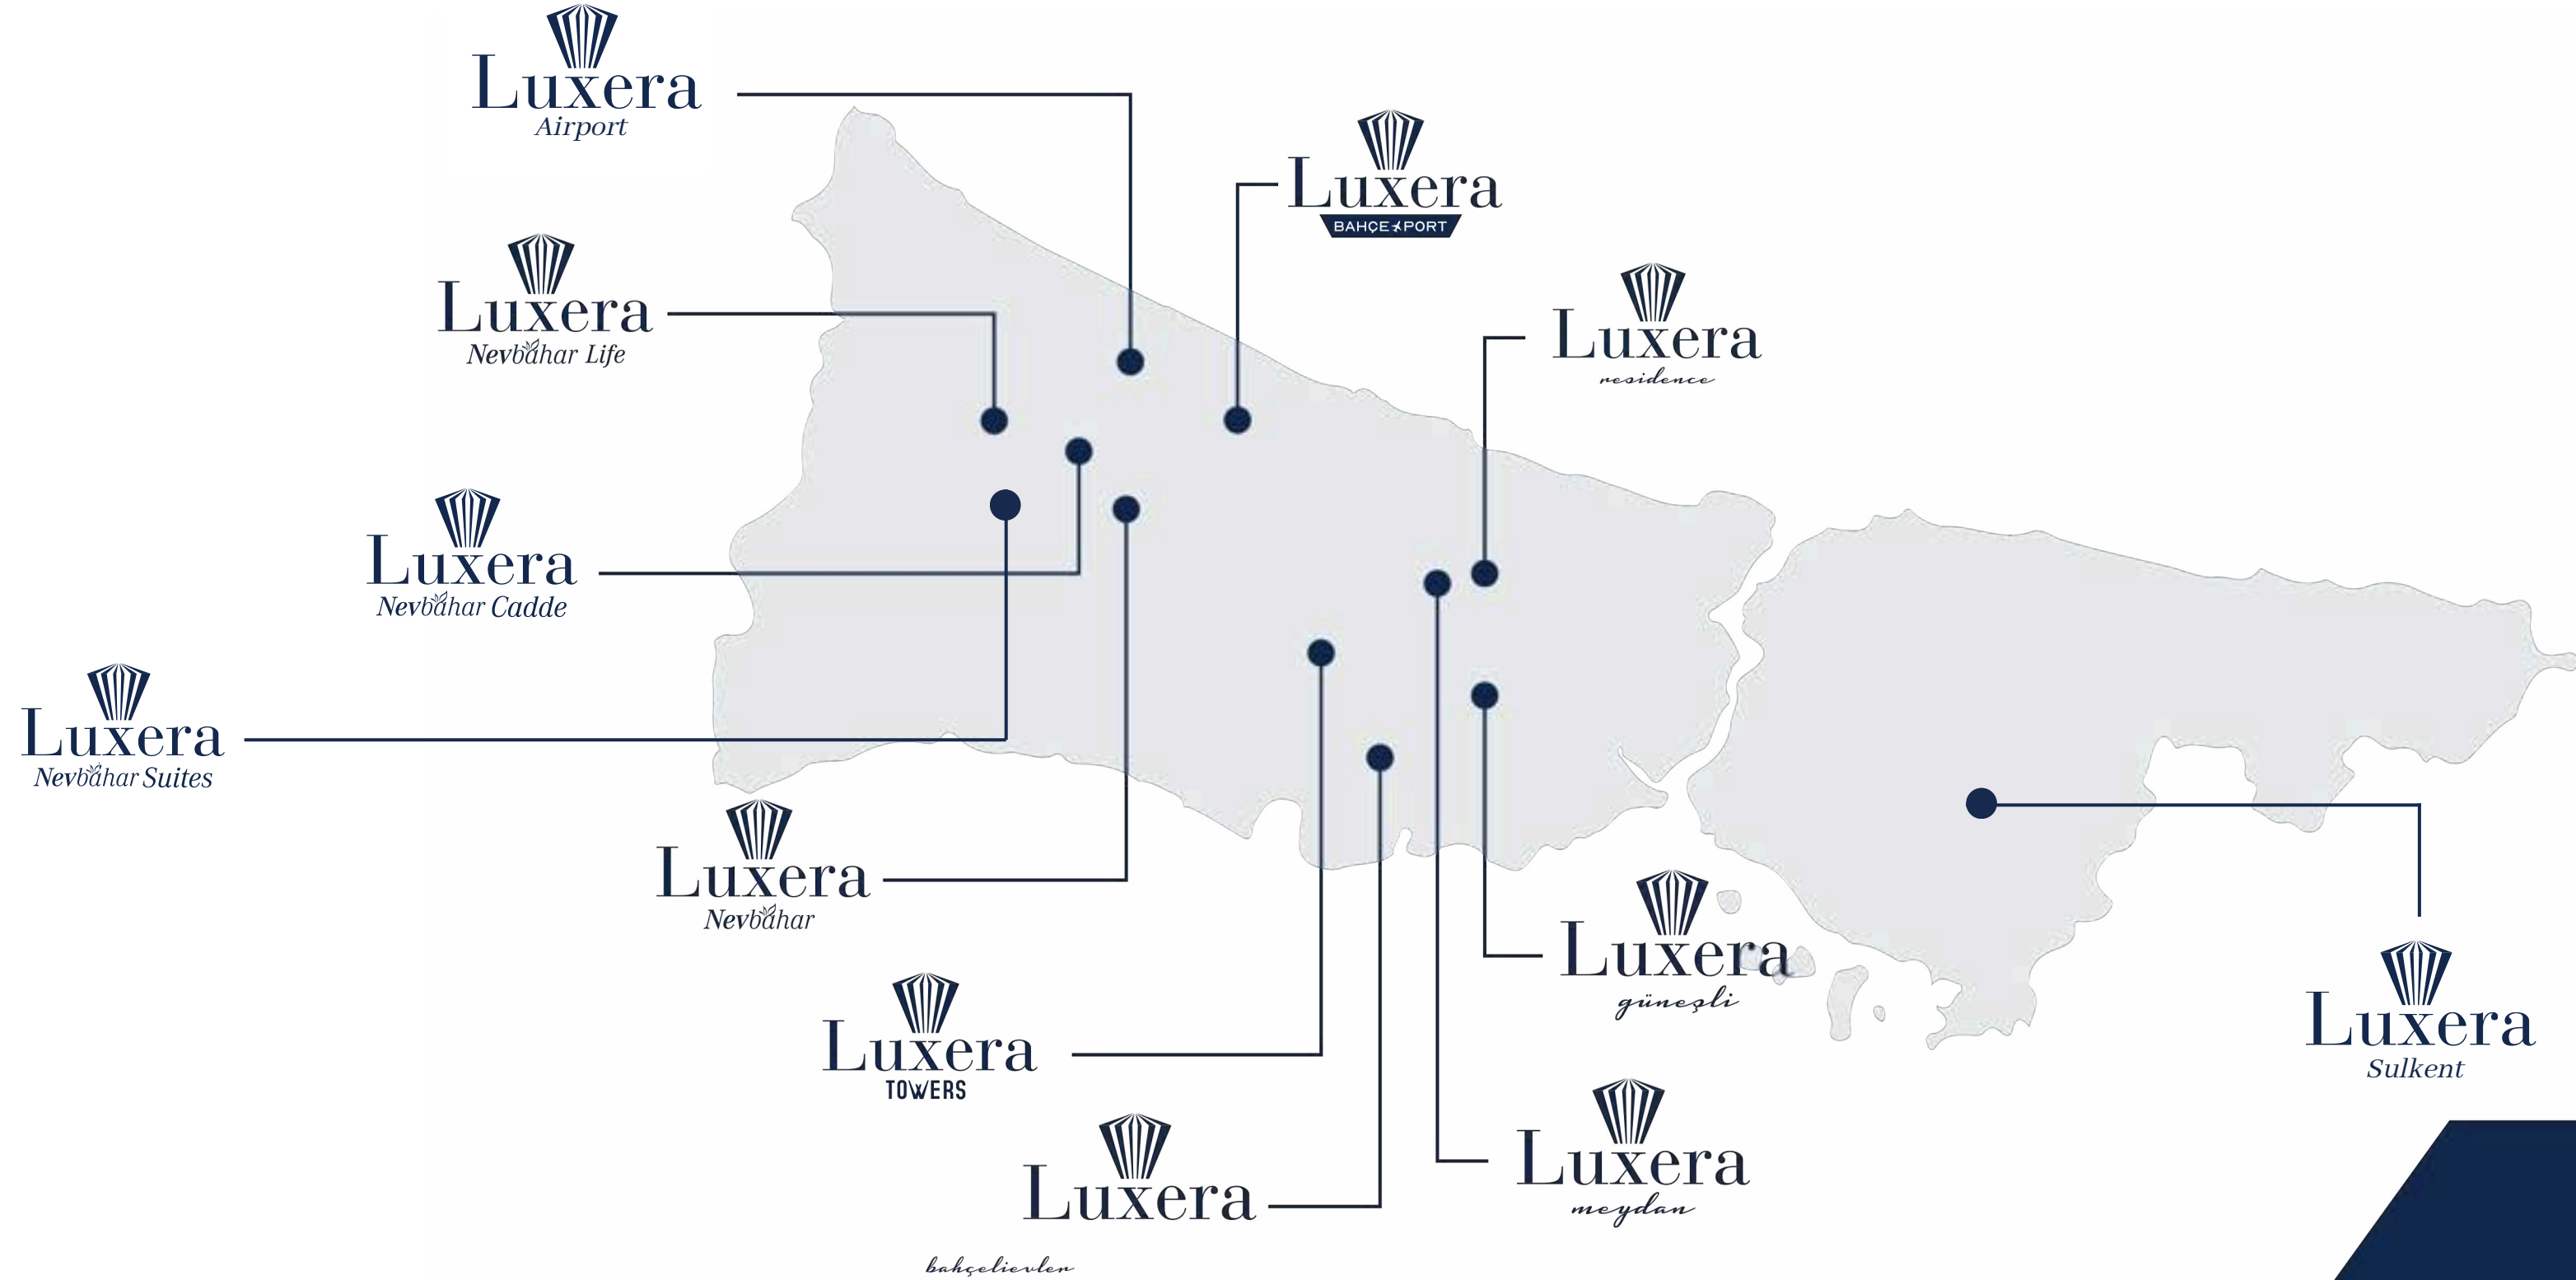 Luxera
Airport
Luxera
BAHÇE PORT
Luxera
Nevbahar Life
Luxera
residence
Luxera
Nevbahar Cadde
Luxera
Nevbahar Suites
Luxera
Nevbahar
Luxera
güneşli
Luxera
TOWERS
Luxera
Sulkent
Luxera
meydan
Luxera
bahçelievler